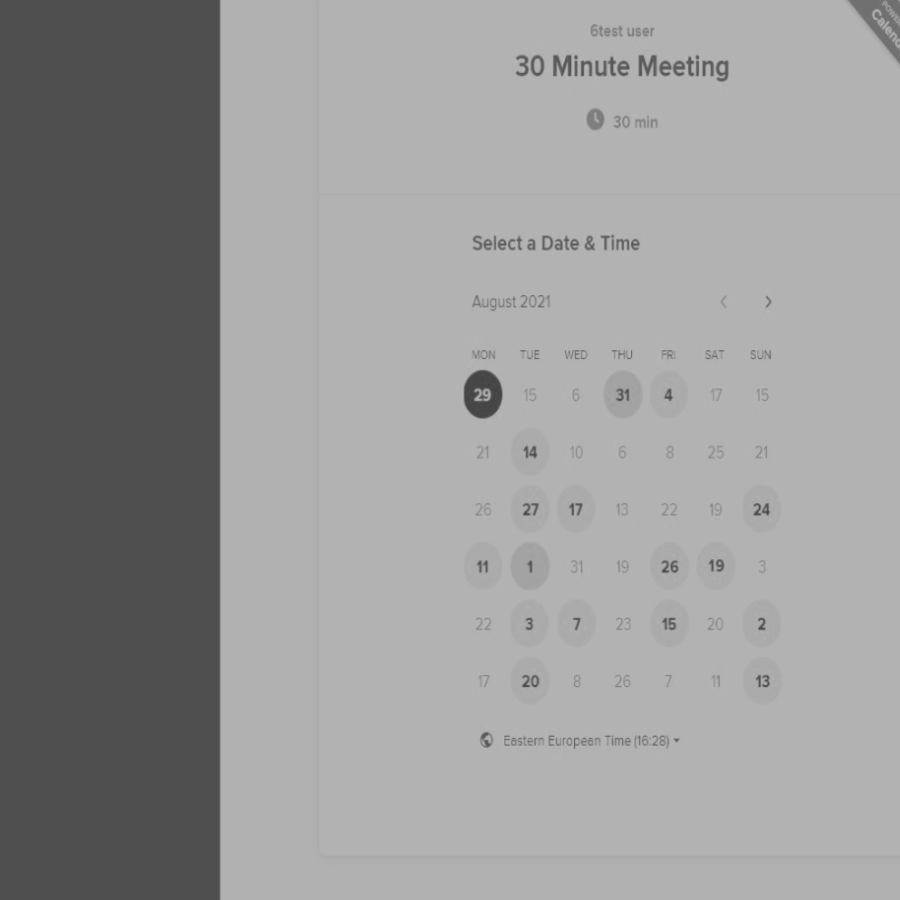 6test user
30 Minute Meeting
30 min
Select a Date & Time
August 2021
MON TUE WED THU FRI SAT SUN
29 15 6 31 4 17 15
21 14 10 6 8 25 21
26 27 17 13 22 19 24
11 1 31 19 26 19 3
22 3 7 23 15 20 2
17 20 8 26 7 11 13
Eastern European Time (16:28)